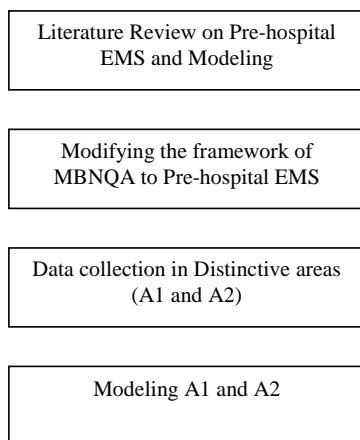 Literature Review on Pre-hospital
EMS and Modeling
Modifying the framework of
MBNQA to Pre-hospital EMS
Data collection in Distinctive areas
(A1 and A2)
Modeling A1 and A2